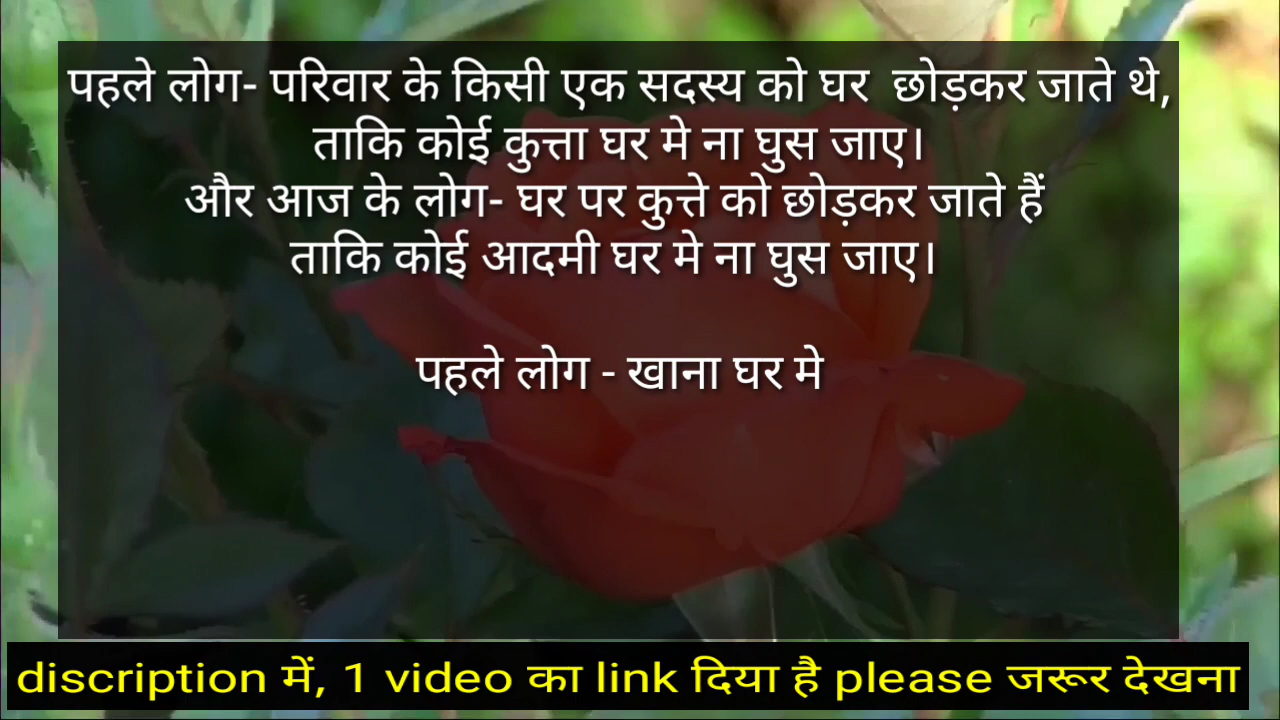 पहले लोग- परिवार के किसी एक सदस्य को घर  छोड़कर जाते थे,
ताकि कोई कुत्ता घर मे ना घुस जाए।
और आज के लोग- घर पर कुत्ते को छोड़कर जाते हैं
ताकि कोई आदमी घर मे ना घुस जाए।
पहले लोग - खाना घर मे
discription में, 1 video का link दिया है please जरूर देखना